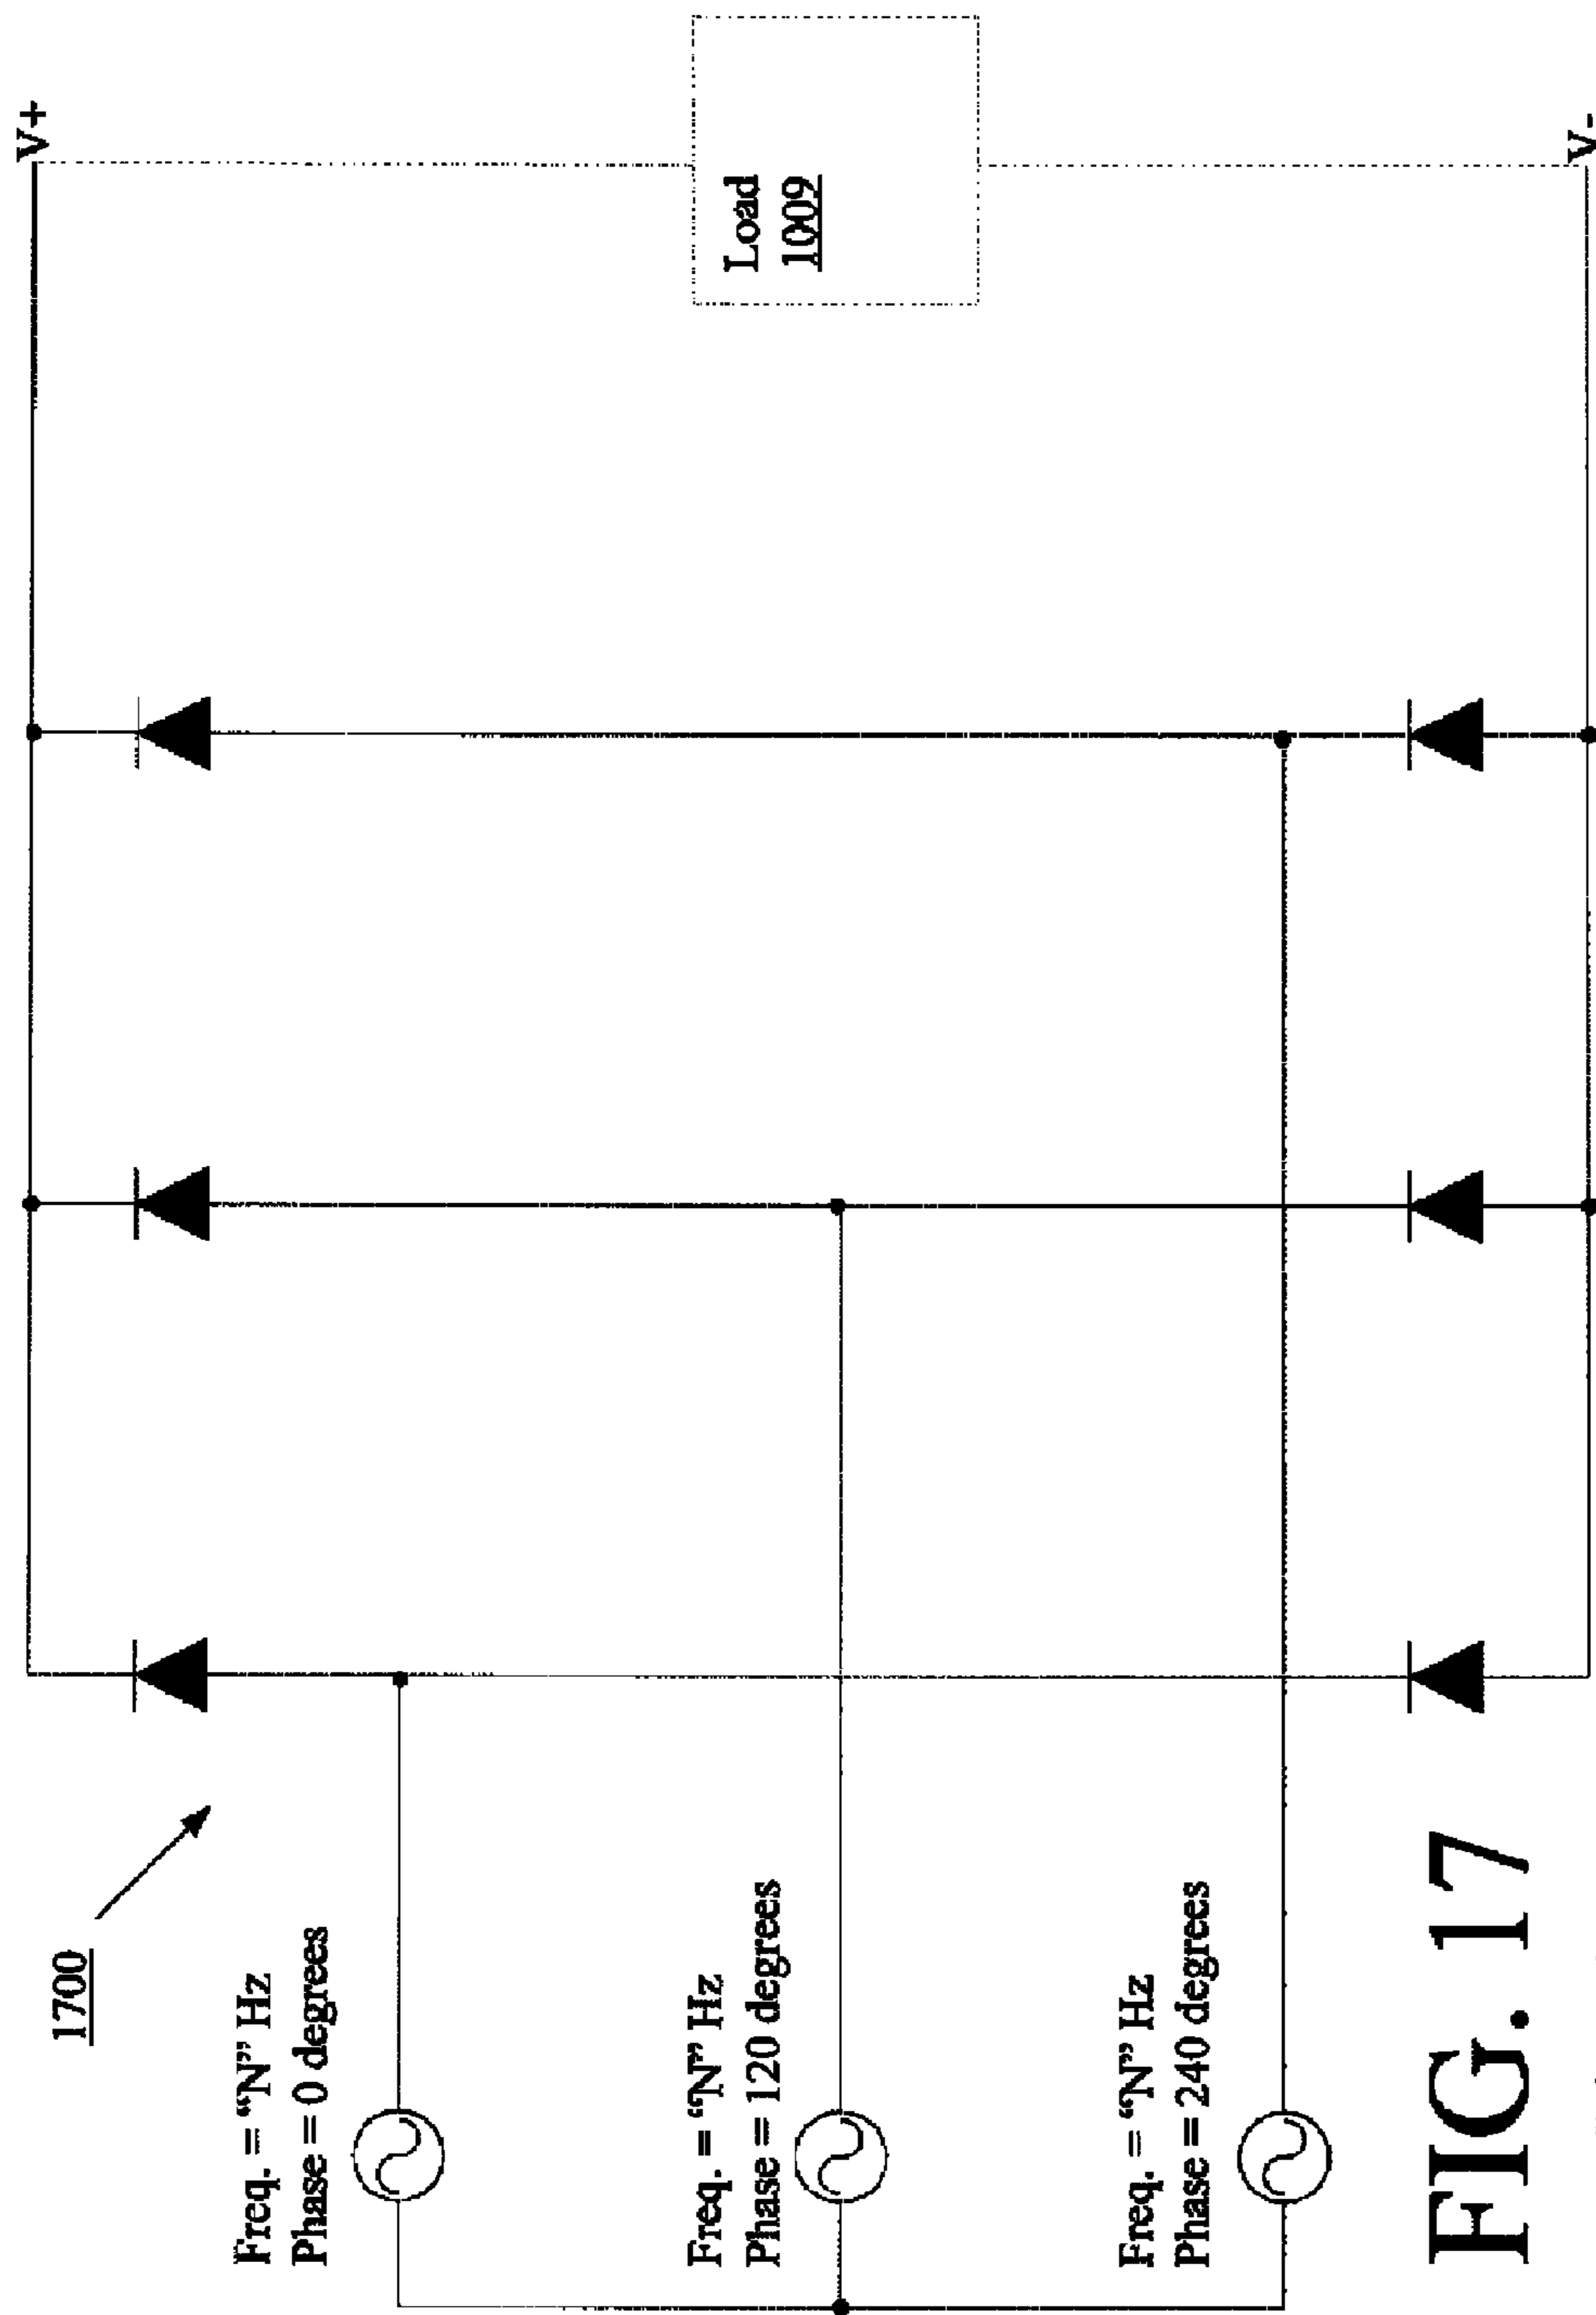 V+
1700
Freq. = “N” Hz
Phase = 0 degrees
Freq. = “N” Hz
Phase = 120 degrees
Load
1009
Freq. = “N” Hz
Phase = 240 degrees
FIG. 17
V-